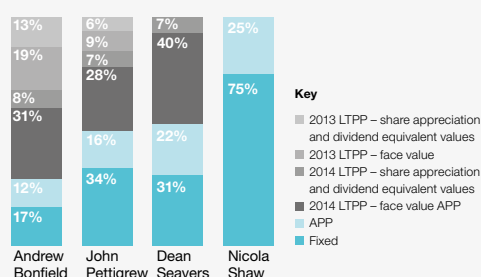 13%
19%
8%
31%
12%
17%
6%
9%
7%
28%
16%
34%
7%
40%
22%
31%
25%
75%
Andrew
Bonfield
John
Pettigrew
Dean
Seavers
Nicola
Shaw
Key
2013 LTPP – share appreciation
and dividend equivalent values
2013 LTPP – face value
2014 LTPP – share appreciation
and dividend equivalent values
2014 LTPP – face value APP
APP
Fixed